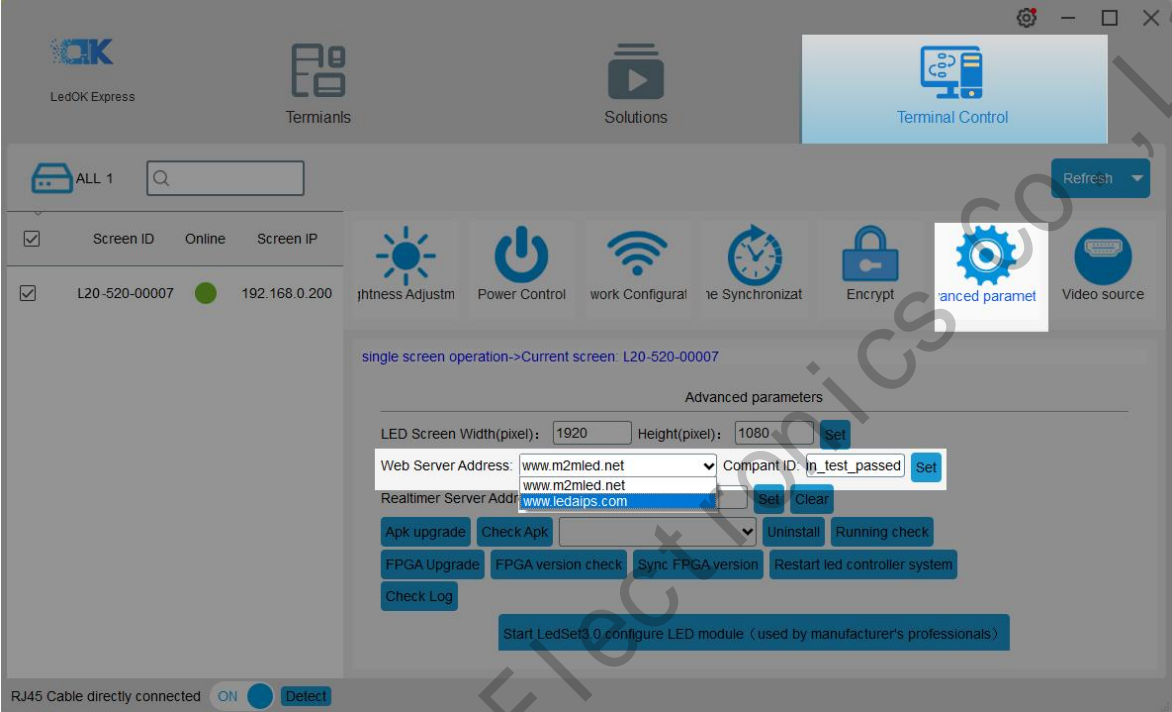 LedOK Express
Termianls
Solutions
Terminal Control
ALL 1
Refresh
Screen ID Online Screen IP
L20-520-00007 192.168.0.200
ghtness Adjustm
Power Control
work Configurat
ne Synchronizat
Encrypt
vanced paramet
Video source
single screen operation->Current screen: L20-520-00007
Advanced parameters
LED Screen Width(pixel): 1920 Height(pixel): 1080 Set
Web Server Address: www.m2mled.net Compant ID: in_test_passed Set
www.m2mled.net
Realtimer Server Addr www.ledaips.com Set Clear
Apk upgrade Check Apk Uninstall Running check
FPGA Upgrade FPGA version check Sync FPGA version Restart led controller system
Check Log
Start LedSet3.0 configure LED module（used by manufacturer's professionals）
RJ45 Cable directly connected ON Detect
Electronics Co., L